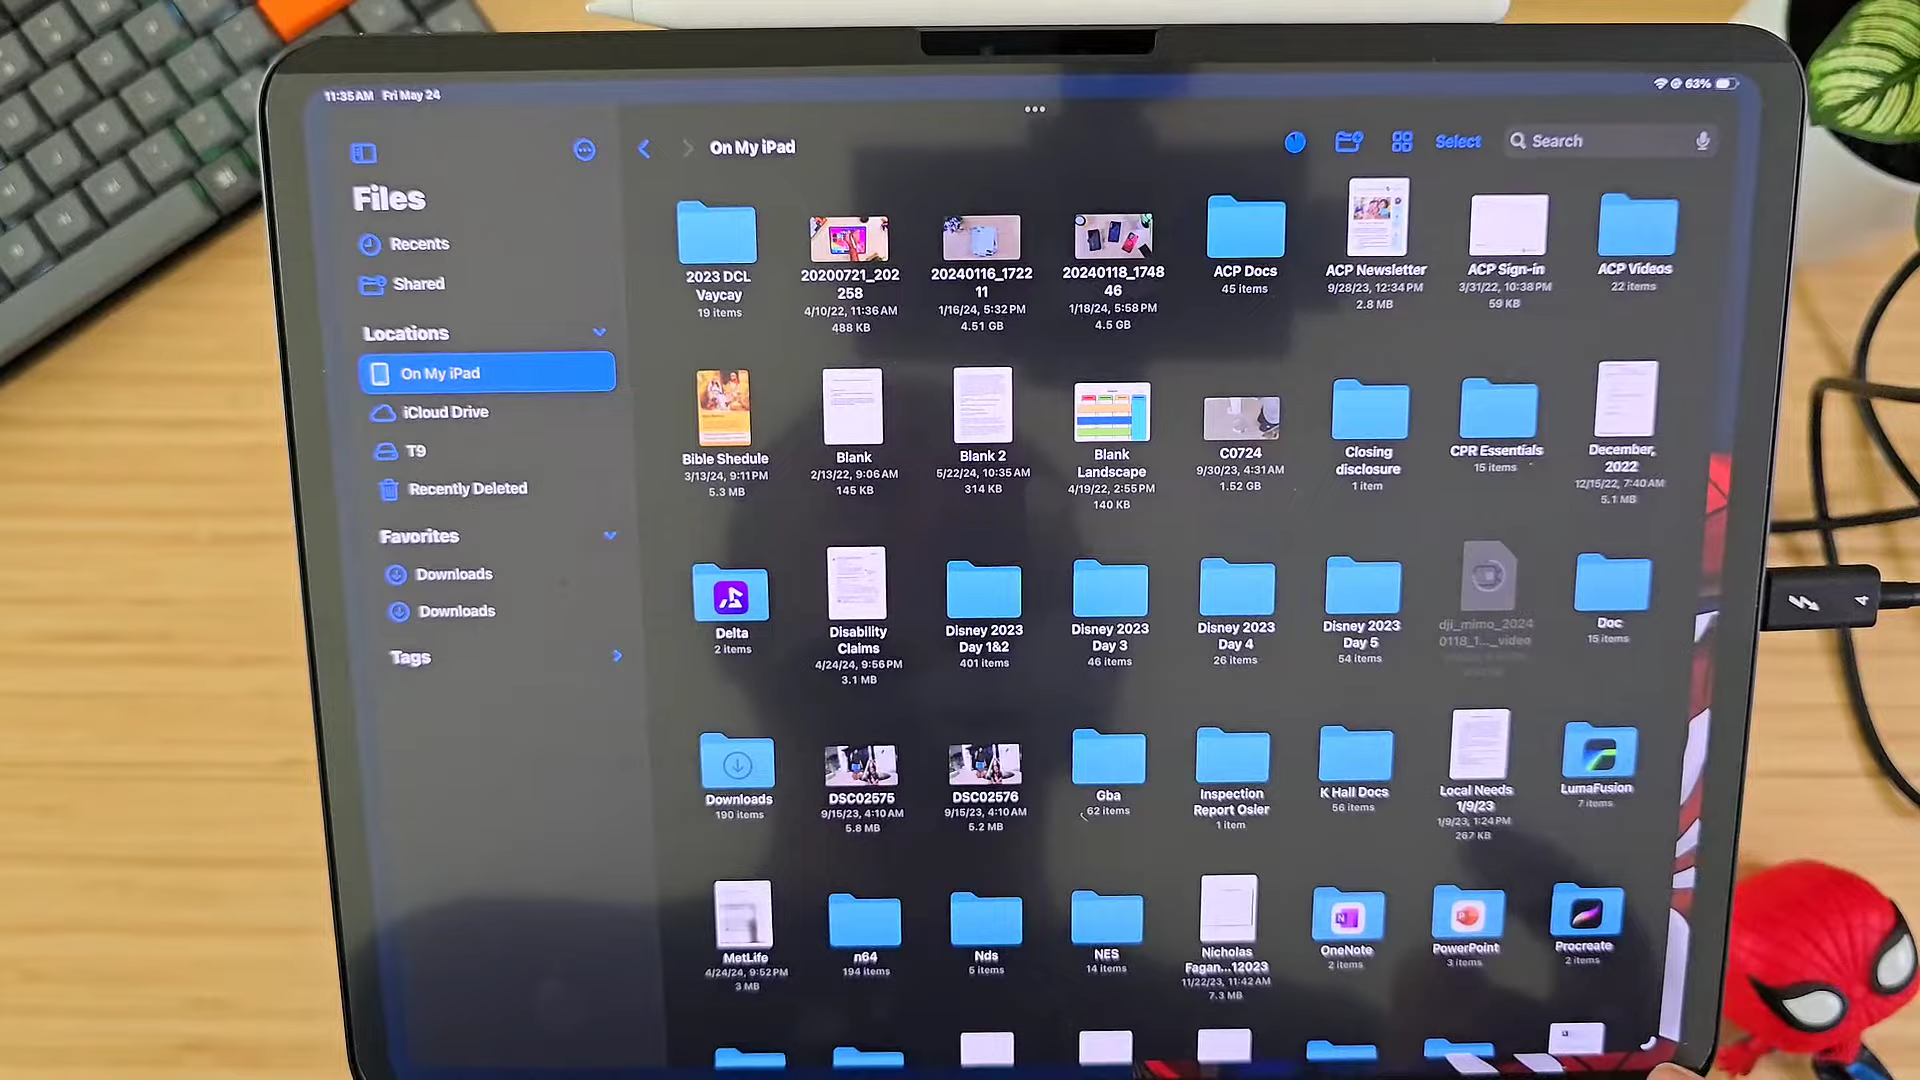 11:35AM Fri May 24
63%
Files
Recents
Shared
Locations
On My iPad
iCloud Drive
T9
Recently Deleted
Favorites
Downloads
Downloads
Tags
On My iPad
Select
Search
2023 DCL
Vaycay
19 items
20200721_202
258
4/10/22, 11:36 AM
488 KB
20240116_1722
11
1/16/24, 5:32 PM
4.51 GB
20240118_1748
46
1/18/24, 5:58 PM
4.5 GB
ACP Docs
45 items
ACP Newsletter
9/28/23, 12:34 PM
2.8 MB
ACP Sign-in
3/31/22, 10:38 PM
59 KB
ACP Videos
22 items
Bible Shedule
3/13/24, 9:11 PM
5.3 MB
Blank
2/13/22, 9:06 AM
145 KB
Blank 2
5/22/24, 10:35 AM
314 KB
Blank
Landscape
4/19/22, 2:55 PM
140 KB
C0724
9/30/23, 4:31 AM
1.52 GB
Closing
disclosure
1 item
CPR Essentials
15 items
December,
2022
12/15/22, 7:40 AM
5.1 MB
Delta
2 items
Disability
Claims
4/24/24, 9:56 PM
3.1 MB
Disney 2023
Day 1&2
401 items
Disney 2023
Day 3
46 items
Disney 2023
Day 4
26 items
Disney 2023
Day 5
54 items
dji_mimo_2024
0118_1..._video
Doc
15 items
Downloads
190 items
DSC02575
9/15/23, 4:10 AM
5.8 MB
DSC02576
9/15/23, 4:10 AM
5.2 MB
Gba
62 items
Inspection
Report Osier
1 item
K Hall Docs
56 items
Local Needs
1/9/23
1/9/23, 1:24 PM
267 KB
LumaFusion
7 items
MetLife
4/24/24, 9:52 PM
3 MB
n64
194 items
Nds
5 items
NES
14 items
Nicholas
Fagan...12023
11/22/23, 11:42 AM
7.3 MB
OneNote
2 items
PowerPoint
3 items
Procreate
2 items
4